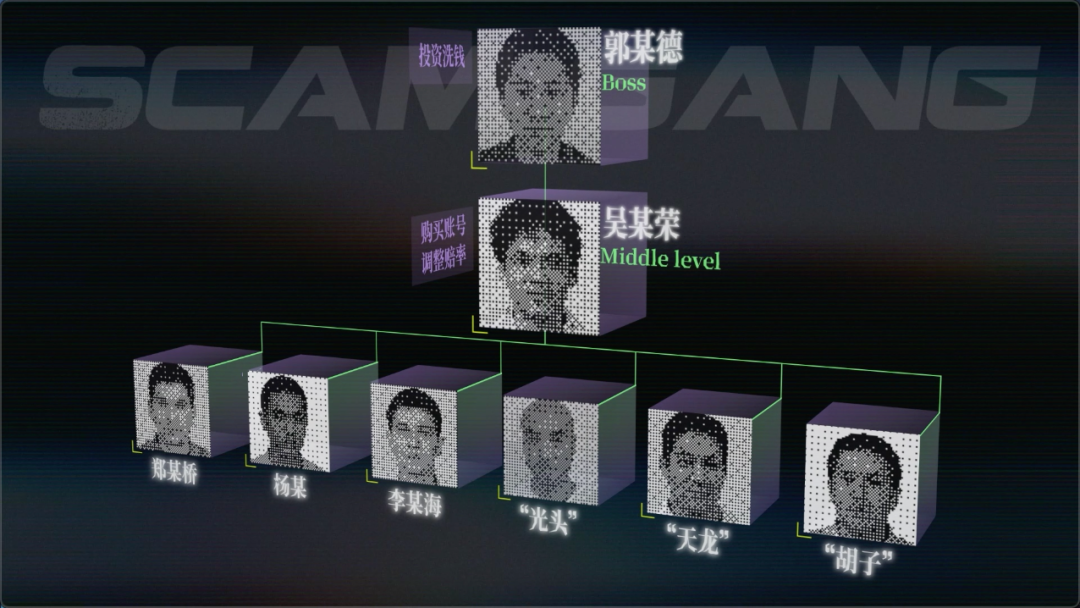 SCAM GANG
投资洗钱
郭某德
Boss
购买账号
调整赔率
吴某荣
Middle level
郑某桥
杨某
李某海
“光头”
“天龙”
“胡子”